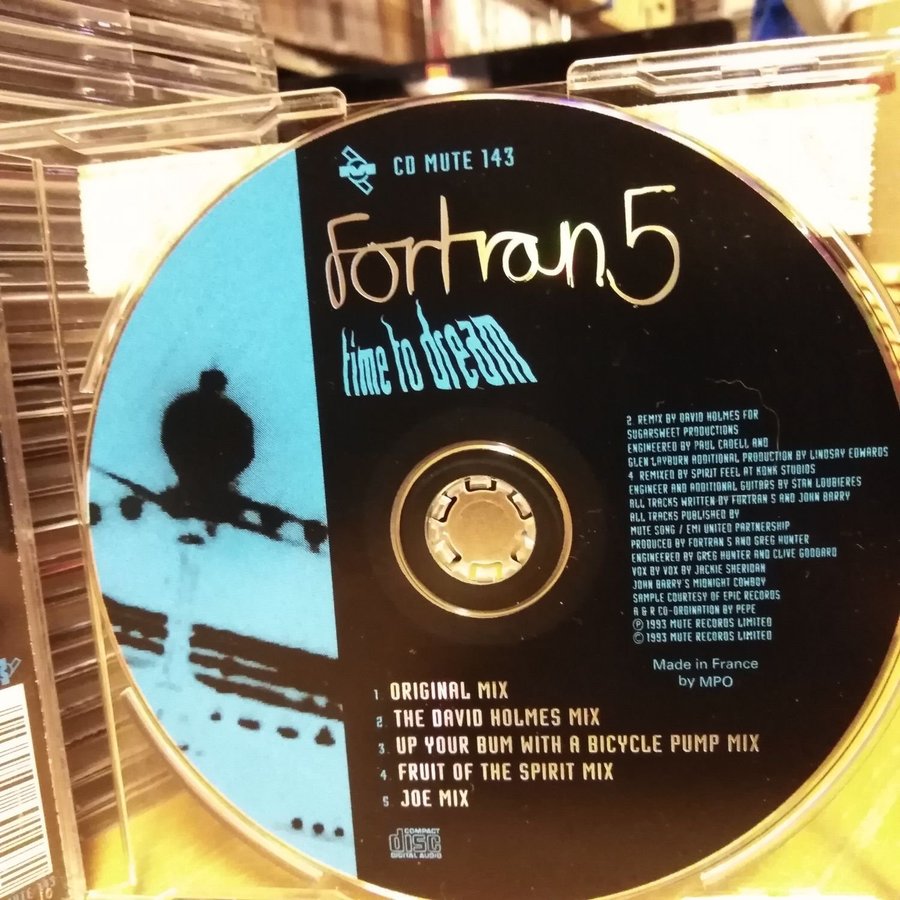 CD MUTE 143
Fortran 5
time to dream
2 REMIX BY DAVID HOLMES FOR
SUGARSWEET PRODUCTIONS
ENGINEERED BY PAUL CADELL AND
GLEN LAYBURN ADDITIONAL PRODUCTION BY LINDSAY EDWARDS
4 REMIXED BY SPIRIT FEEL AT KONK STUDIOS
ENGINEER AND ADDITIONAL GUITARS BY STAN LOUBIERES
ALL TRACKS WRITTEN BY FORTRAN 5 AND JOHN BARRY
ALL TRACKS PUBLISHED BY
MUTE SONG / EMI UNITED PARTNERSHIP
PRODUCED BY FORTRAN 5 AND GREG HUNTER
ENGINEERED BY GREG HUNTER AND CLIVE GODDARD
VOX BY VOX BY JACKIE SHERIDAN
JOHN BARRY'S MIDNIGHT COWBOY
SAMPLE COURTESY OF EPIC RECORDS
A & R CO-ORDINATION BY PEPE
℗ 1993 MUTE RECORDS LIMITED
© 1993 MUTE RECORDS LIMITED
Made in France
by MPO
1 ORIGINAL MIX
2 THE DAVID HOLMES MIX
3 UP YOUR BUM WITH A BICYCLE PUMP MIX
4 FRUIT OF THE SPIRIT MIX
5 JOE MIX
COMPACT
disc
DIGITAL AUDIO